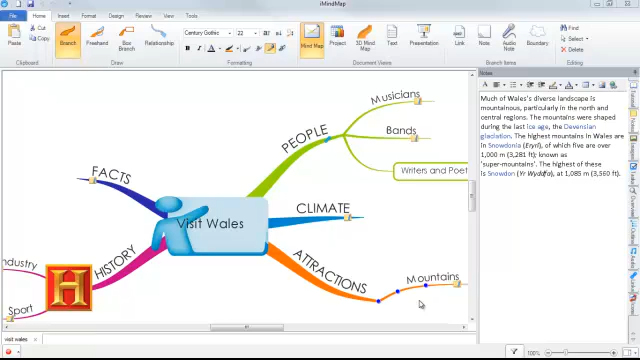 iMindMap
File Home Insert Format Design Review View Tools
Paste Cut Copy Branch Freehand Box Branch Relationship Century Gothic 22 Mind Map Project 3D Mind Map Text Presentation Link Note Audio Note Boundary Find Select Delete
Clipboard Insert Formatting View Branch Items Editing
Notes
Much of Wales's diverse landscape is
mountainous, particularly in the north and
central regions. The mountains were shaped
during the last ice age, the Devensian
glaciation. The highest mountains in Wales are
in Snowdonia (Eryri), of which five are over
1,000 m (3,281 ft); known as
'super-mountains'. The highest of these
is Snowdon (Yr Wyddfa), at 1,085 m (3,560 ft).
Musicians
PEOPLE
Bands
Writers and Poet
FACTS
CLIMATE
Visit Wales
ATTRACTIONS
Mountains
HISTORY
ndustry
H
Sport
visit wales
100%